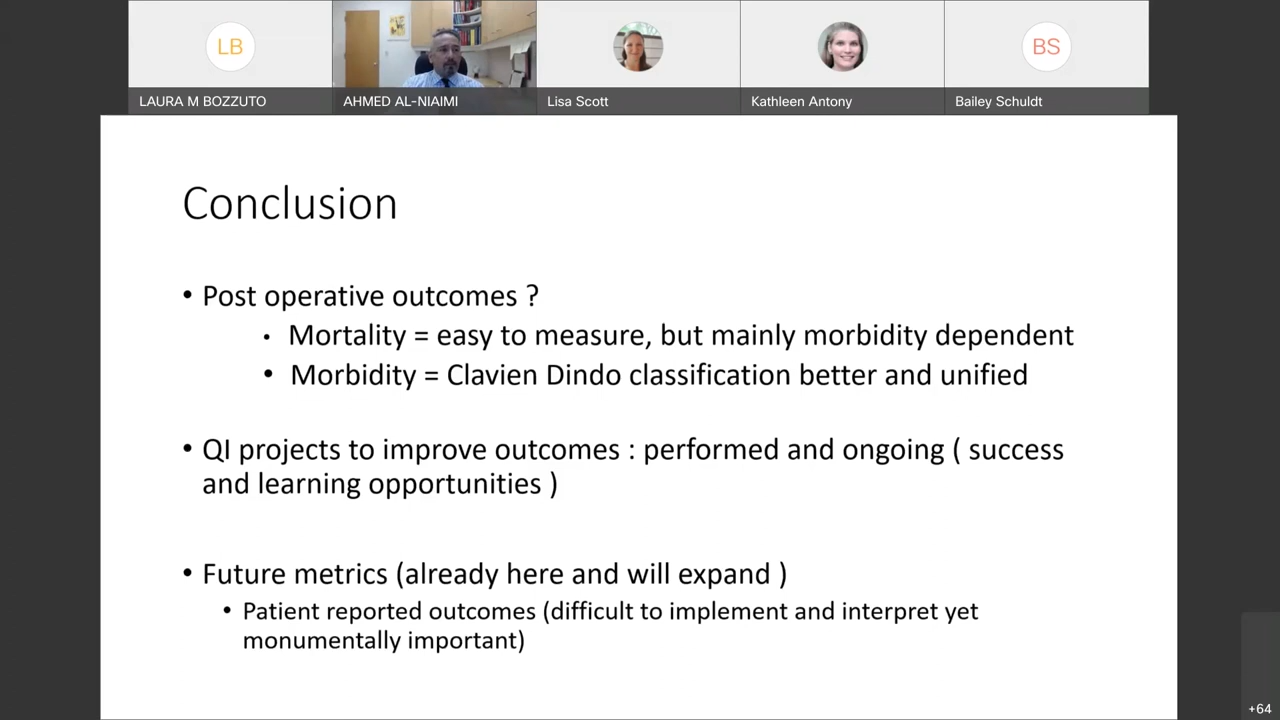 LB
BS
LAURA M BOZZUTO
AHMED AL-NIAIMI
Lisa Scott
Kathleen Antony
Bailey Schuldt
Conclusion
• Post operative outcomes ?
• Mortality = easy to measure, but mainly morbidity dependent
• Morbidity = Clavien Dindo classification better and unified
• QI projects to improve outcomes : performed and ongoing ( success
and learning opportunities )
• Future metrics (already here and will expand )
• Patient reported outcomes (difficult to implement and interpret yet
monumentally important)
+64